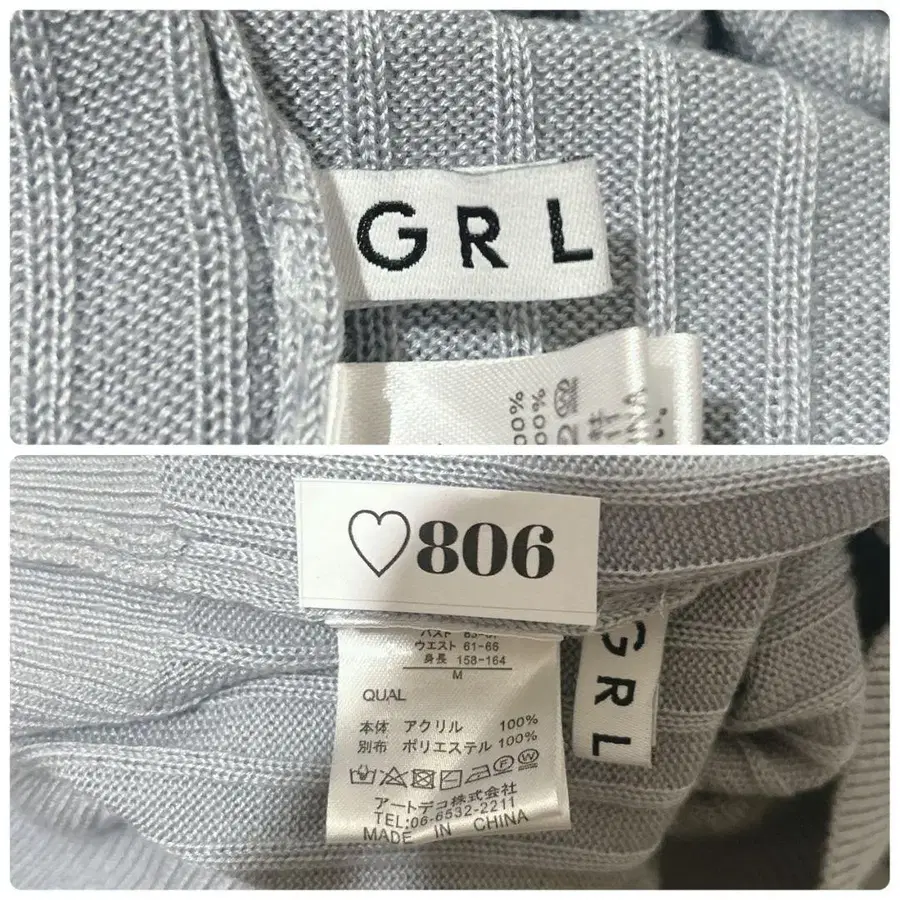 GRL
00%
00%
♡806
ウエスト 61-66
身長 158-164
M
QUAL
本体 アクリル 100%
別布 ポリエステル 100%
アートデコ株式会社
TEL:06-6532-2211
MADE IN CHINA
GRL